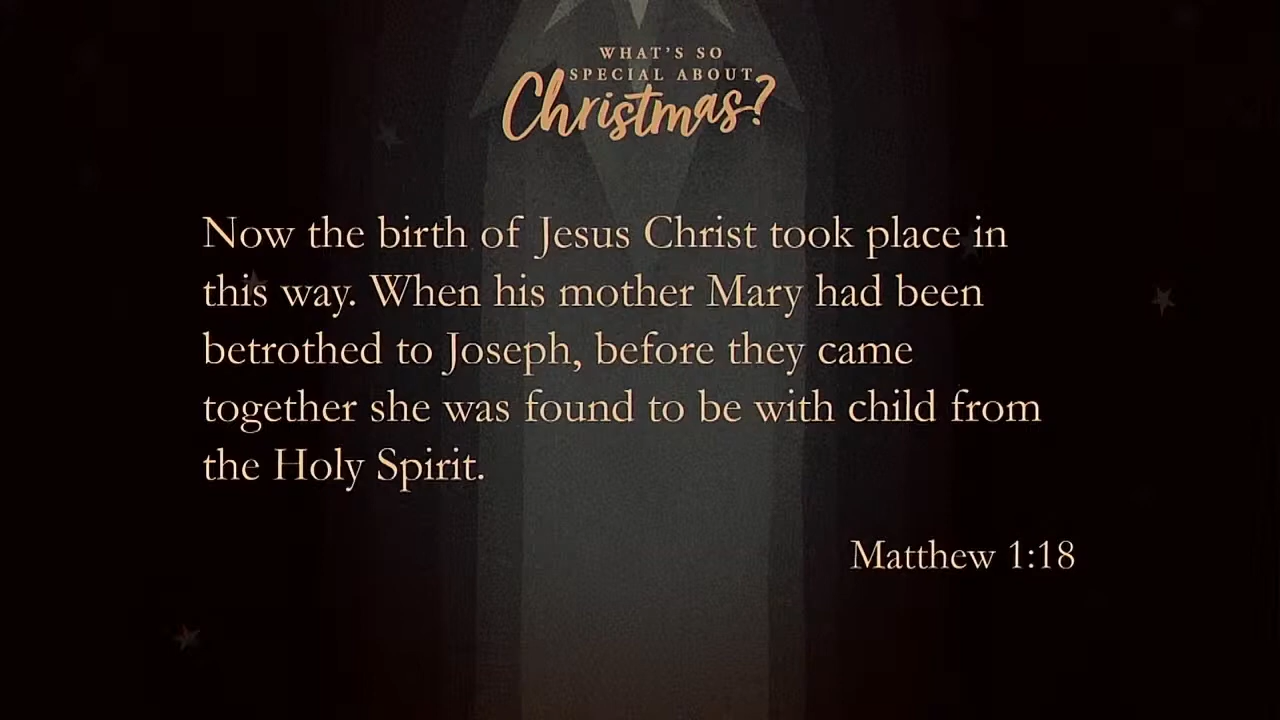 WHAT'S SO
SPECIAL ABOUT
Christmas?
Now the birth of Jesus Christ took place in
this way. When his mother Mary had been
betrothed to Joseph, before they came
together she was found to be with child from
the Holy Spirit.
Matthew 1:18